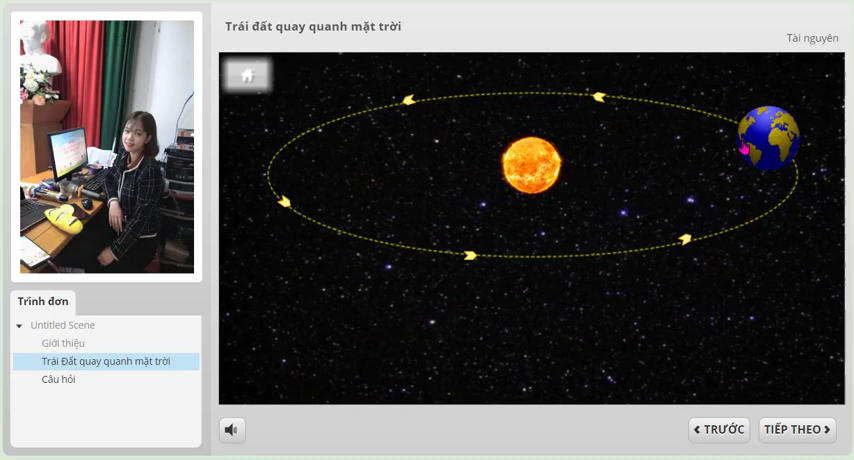 Trái đất quay quanh mặt trời
Tài nguyên
Trình đơn
Untitled Scene
Giới thiệu
Trái Đất quay quanh mặt trời
Câu hỏi
TRƯỚC
TIẾP THEO